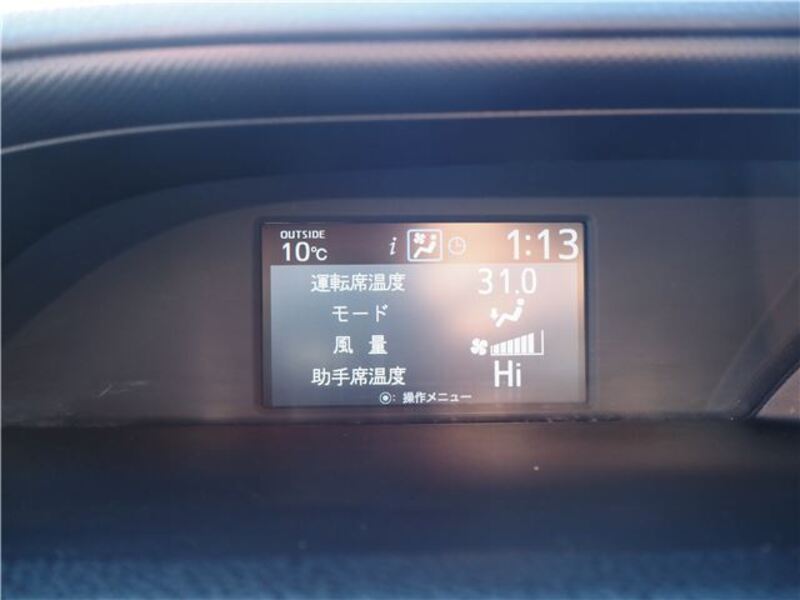 OUTSIDE
10℃ i 1:13
運転席温度 31.0
モード
風量
助手席温度 Hi
◉: 操作メニュー